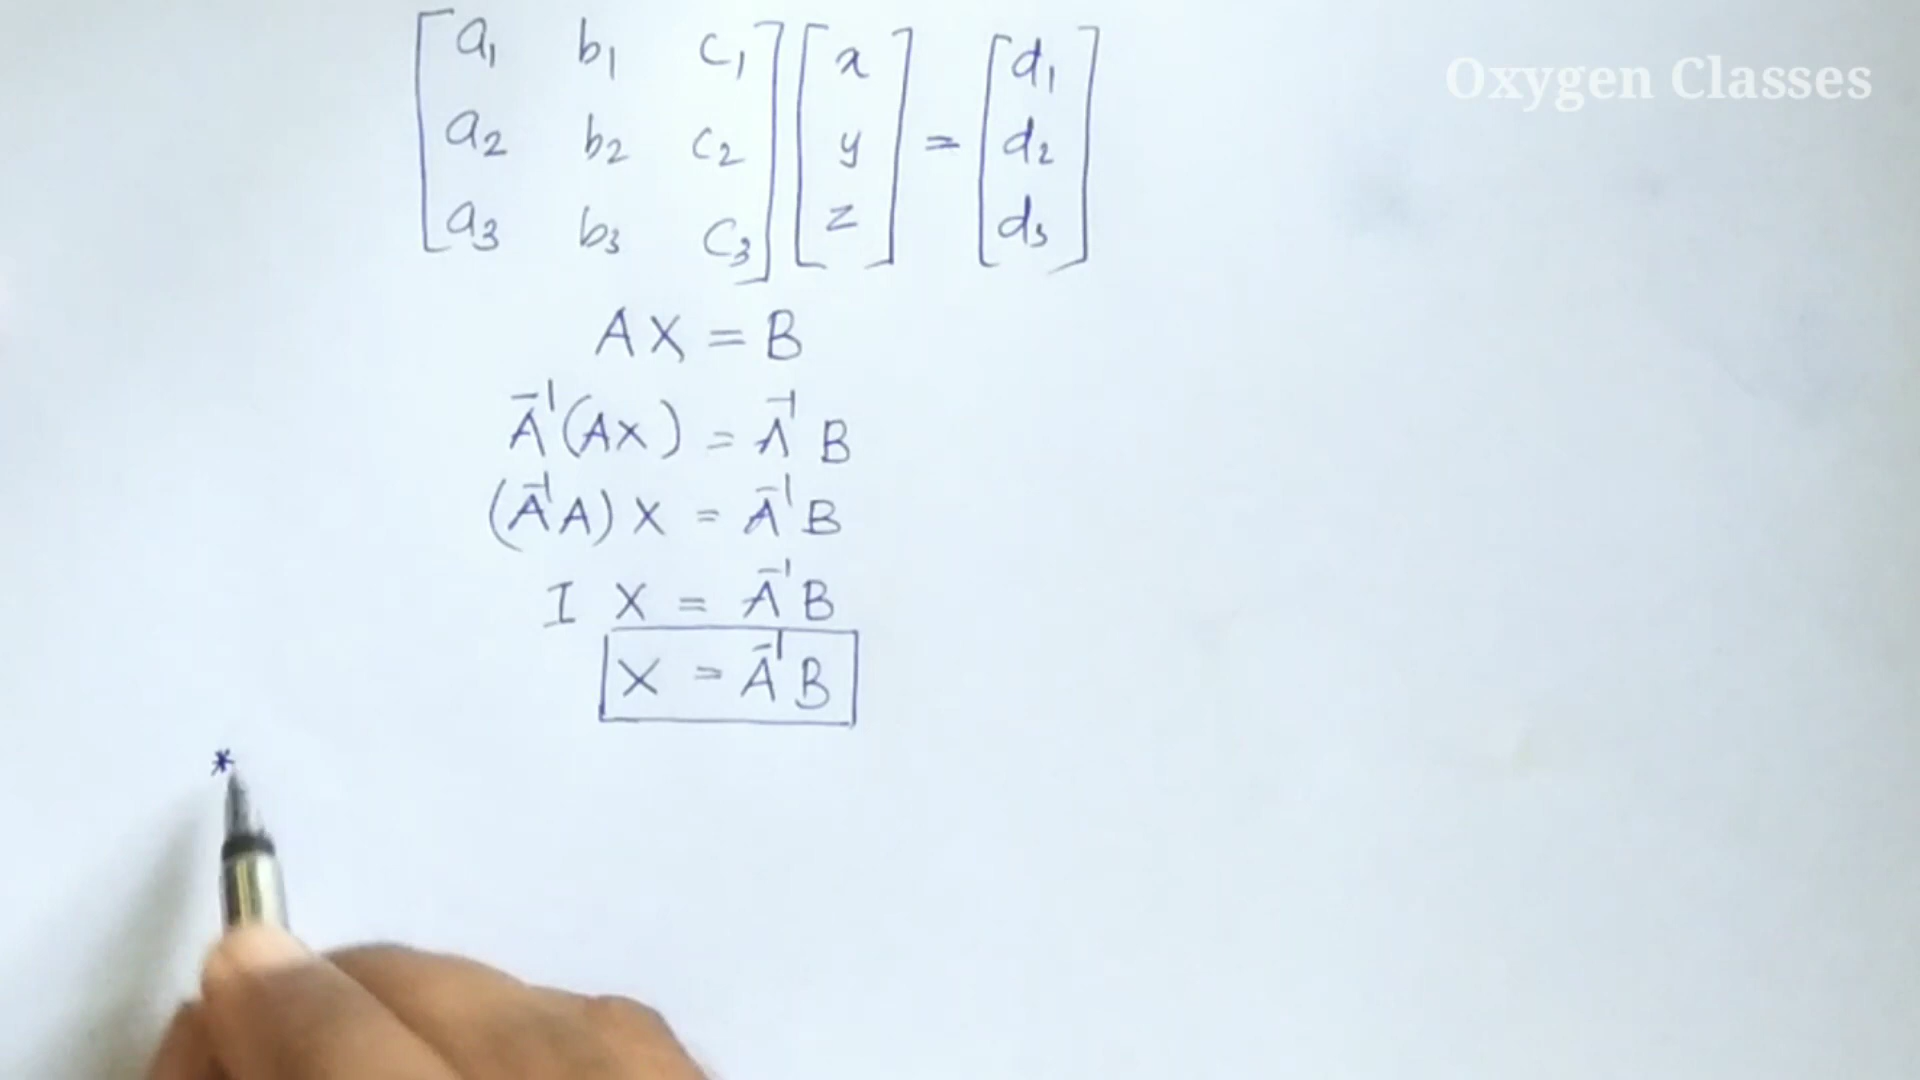 Oxygen Classes
[a₁ b₁ c₁] [x] = [d₁]
[a₂ b₂ c₂] [y] = [d₂]
[a₃ b₃ c₃] [z] = [d₃]
AX = B
A⁻¹(AX) = A⁻¹B
(A⁻¹A)X = A⁻¹B
I X = A⁻¹B
X = A⁻¹B
*